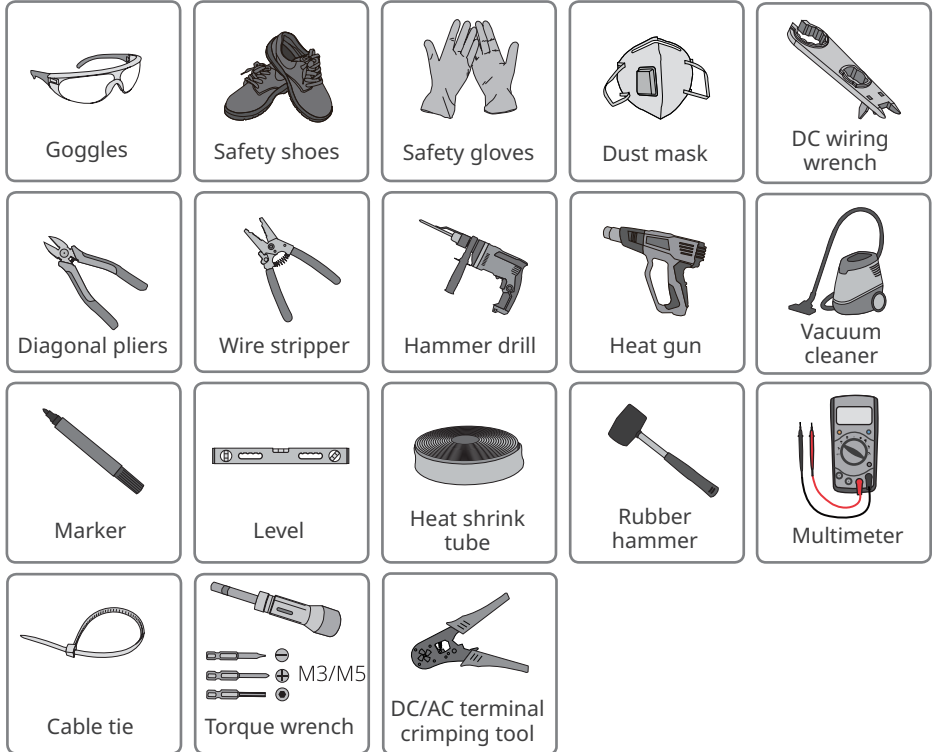 Goggles
Safety shoes
Safety gloves
Dust mask
DC wiring
wrench
Diagonal pliers
Wire stripper
Hammer drill
Heat gun
Vacuum
cleaner
Marker
Level
Heat shrink
tube
Rubber
hammer
Multimeter
Cable tie
M3/M5
Torque wrench
DC/AC terminal
crimping tool